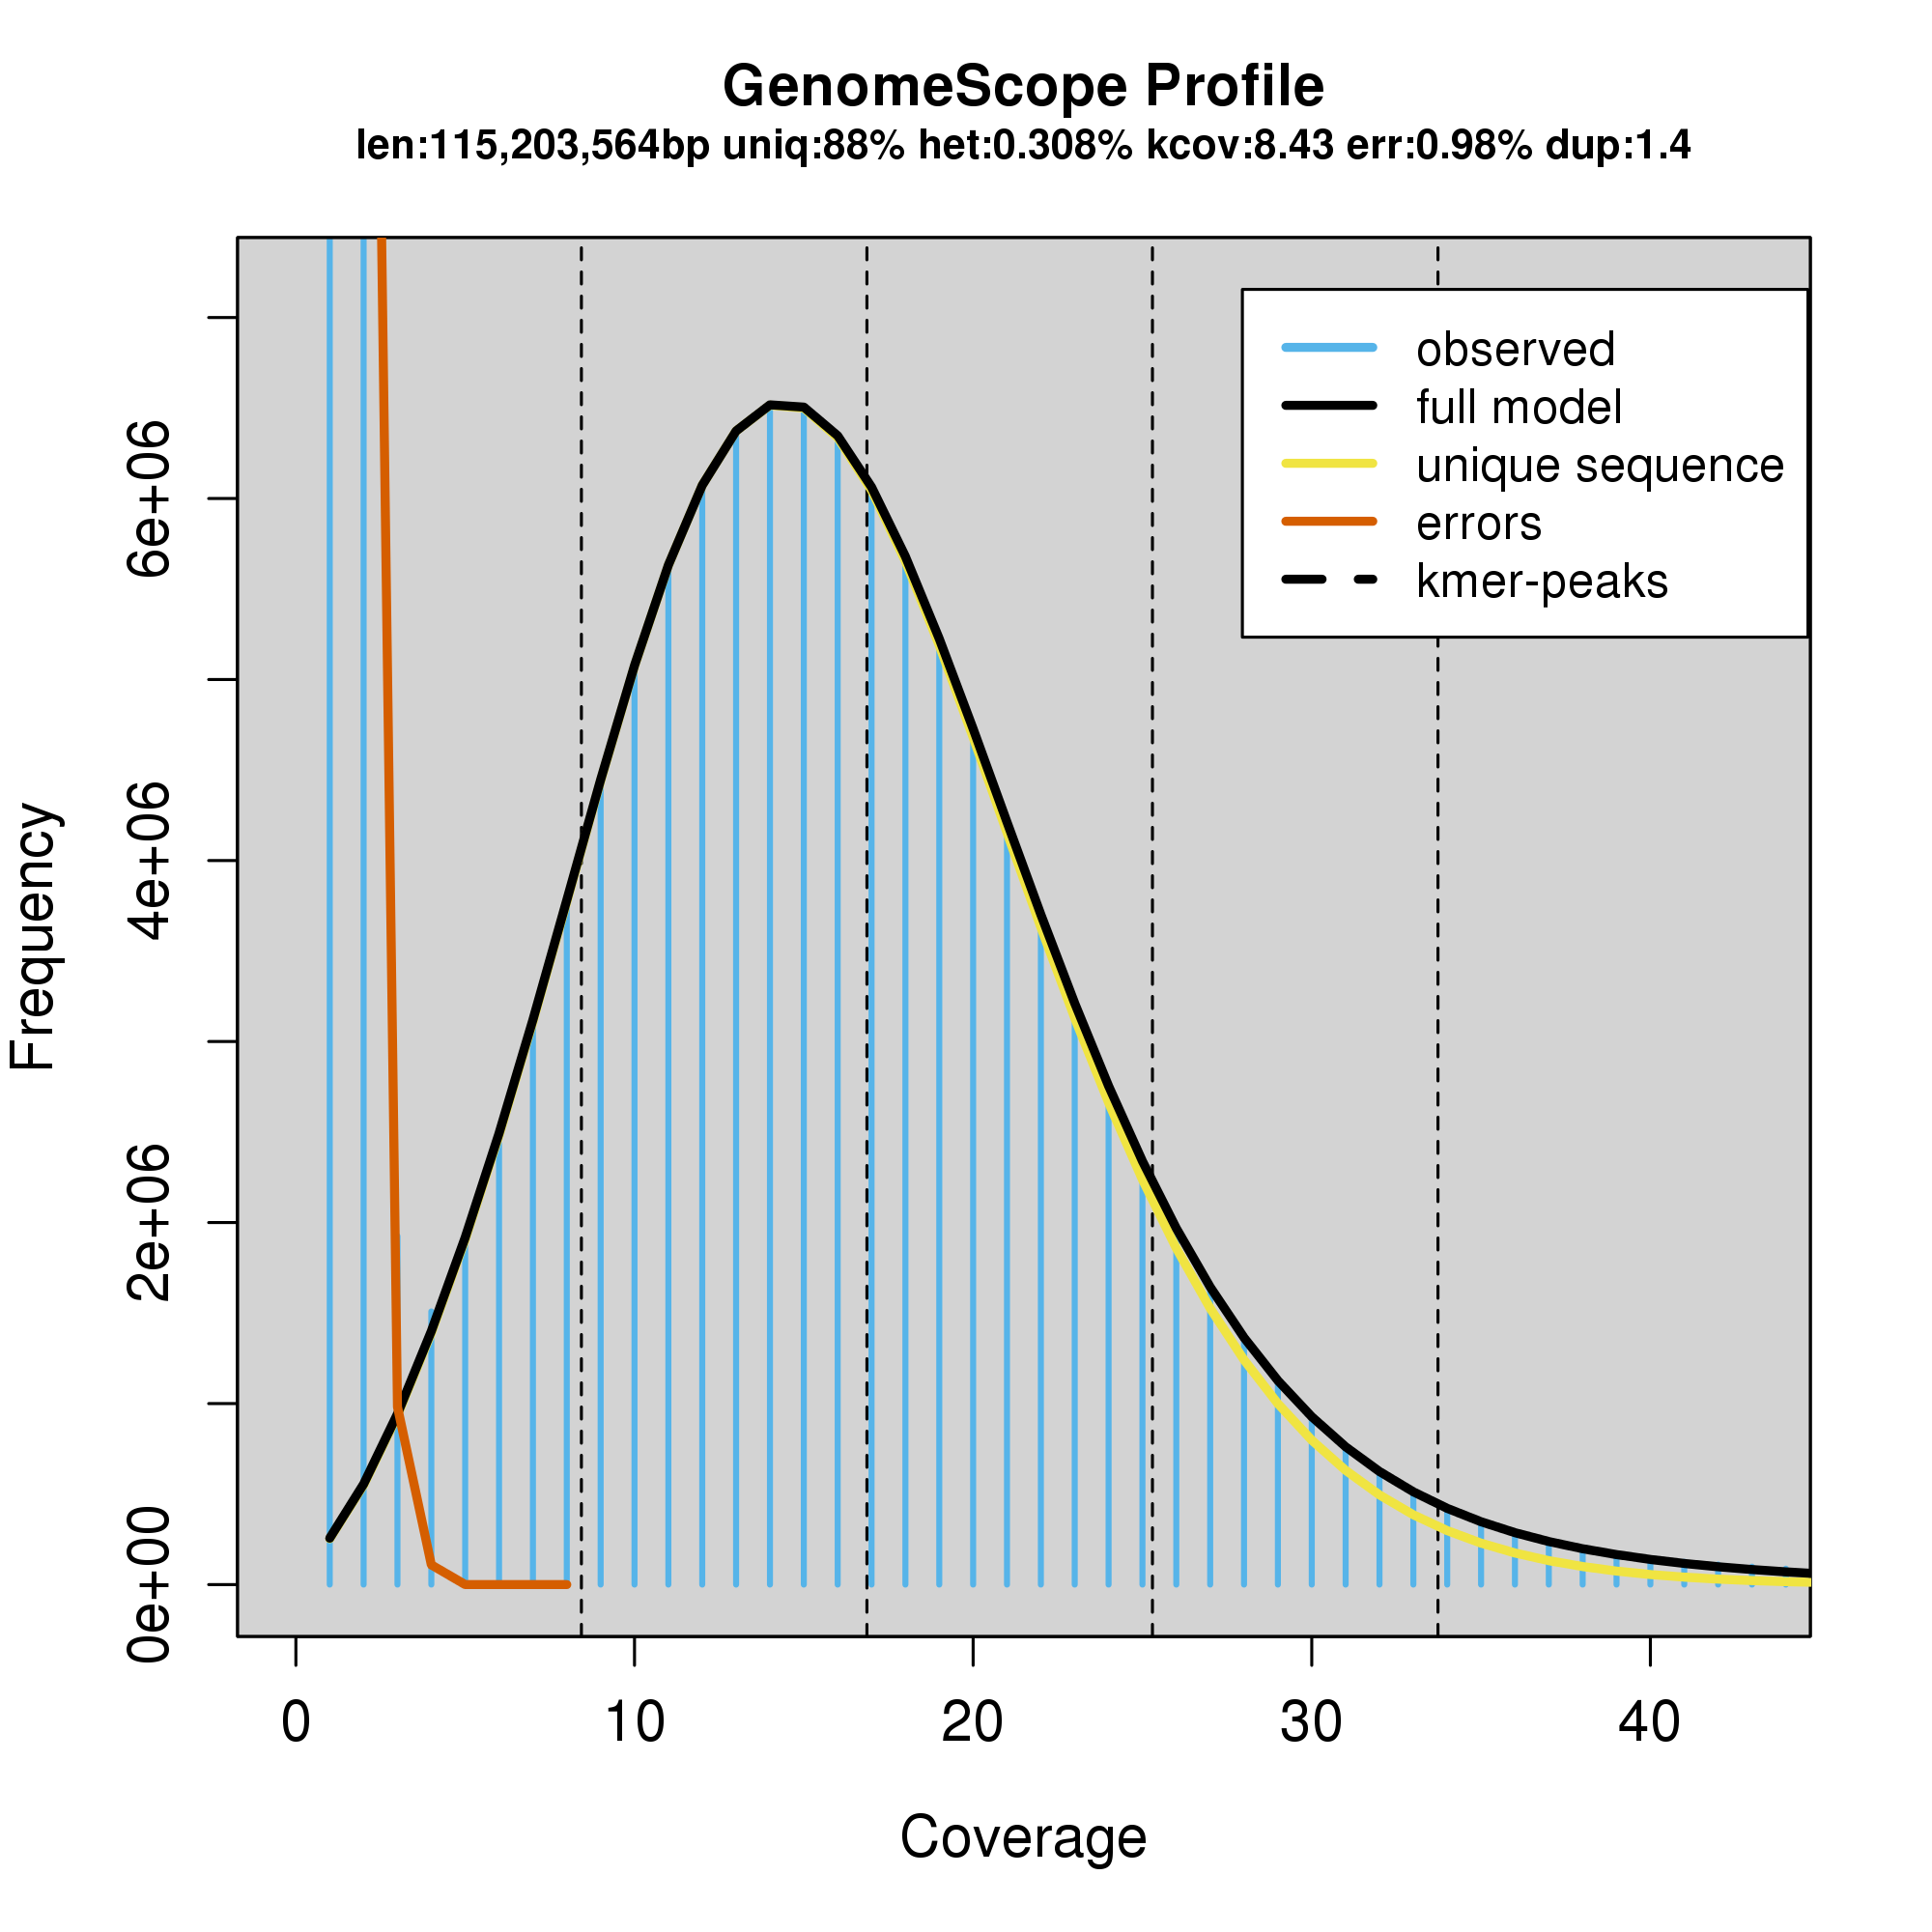 GenomeScope Profile
len:115,203,564bp uniq:88% het:0.308% kcov:8.43 err:0.98% dup:1.4
observed
full model
unique sequence
errors
kmer-peaks
Frequency
6e+06
4e+06
2e+06
0e+00
0 10 20 30 40
Coverage